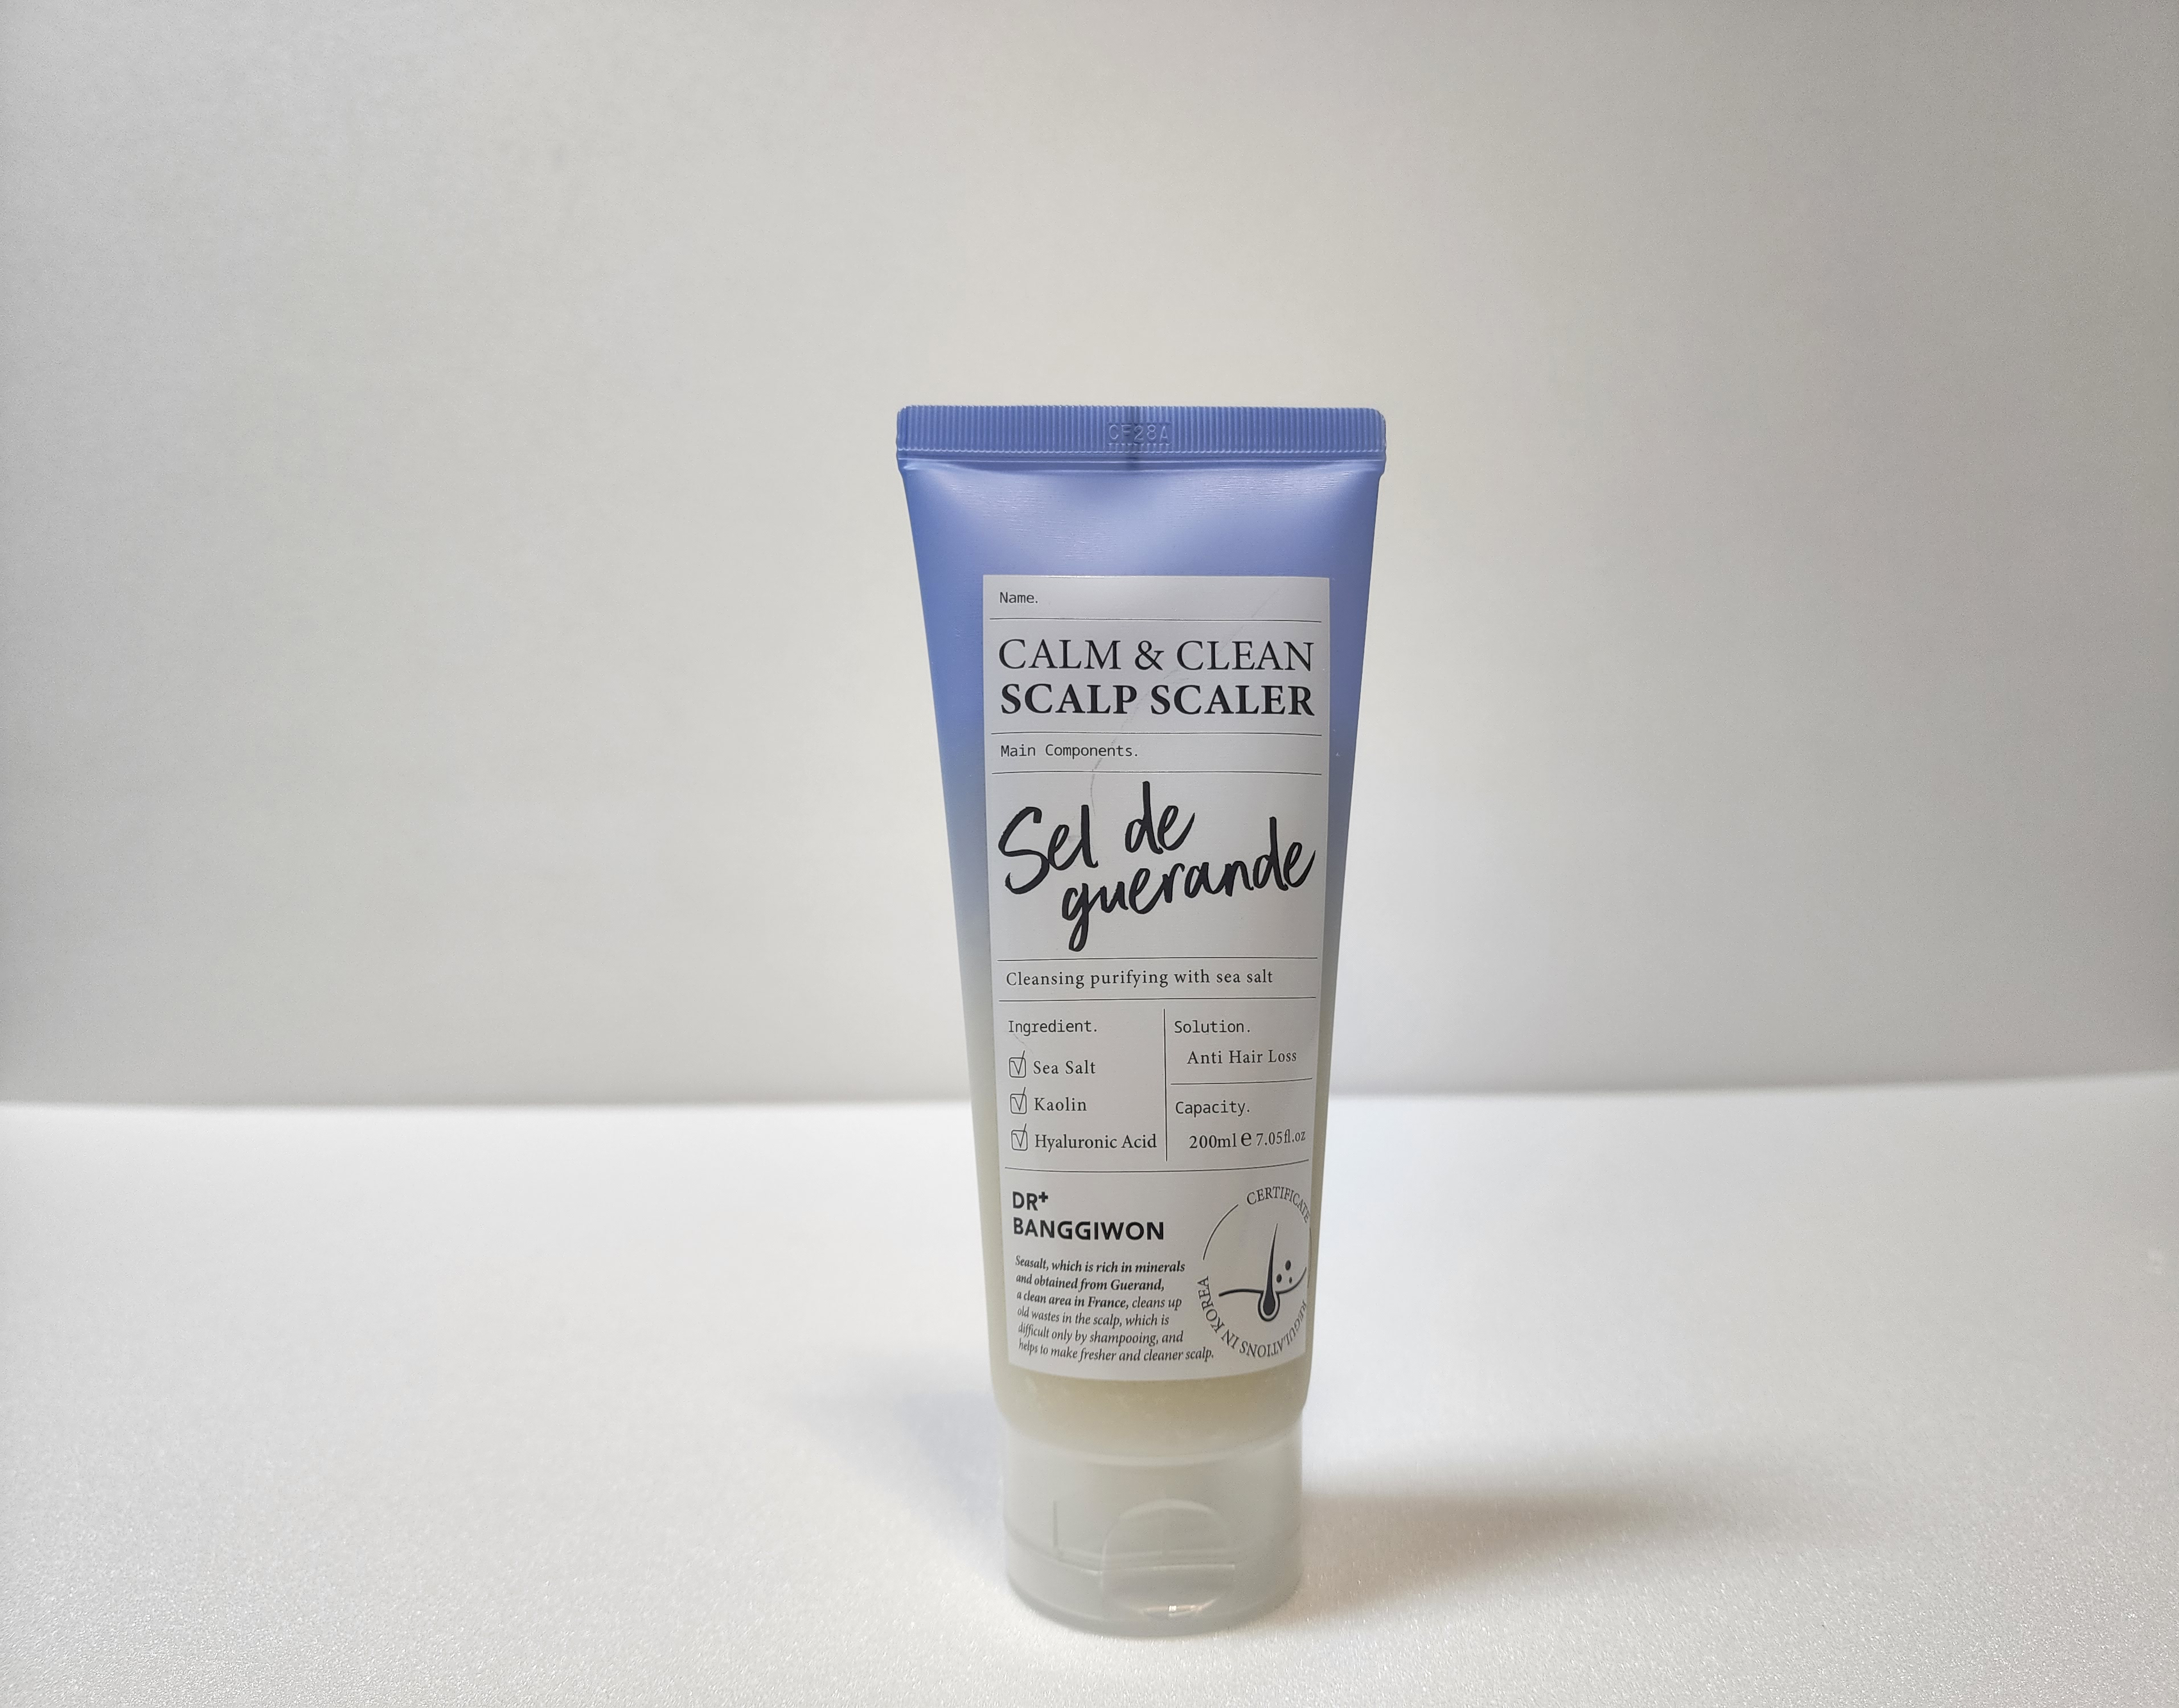 CF28A
Name.
CALM & CLEAN
SCALP SCALER
Main Components.
Sel de
guerande
Cleansing purifying with sea salt
Ingredient.
Sea Salt
Kaolin
Hyaluronic Acid
Solution.
Anti Hair Loss
Capacity.
200ml e 7.05fl.oz
DR+
BANGGIWON
Seasalt, which is rich in minerals
and obtained from Guerand,
a clean area in France, cleans up
old wastes in the scalp, which is
difficult only by shampooing, and
helps to make fresher and cleaner scalp.
CERTIFICATE
REGULATIONS IN KOREA